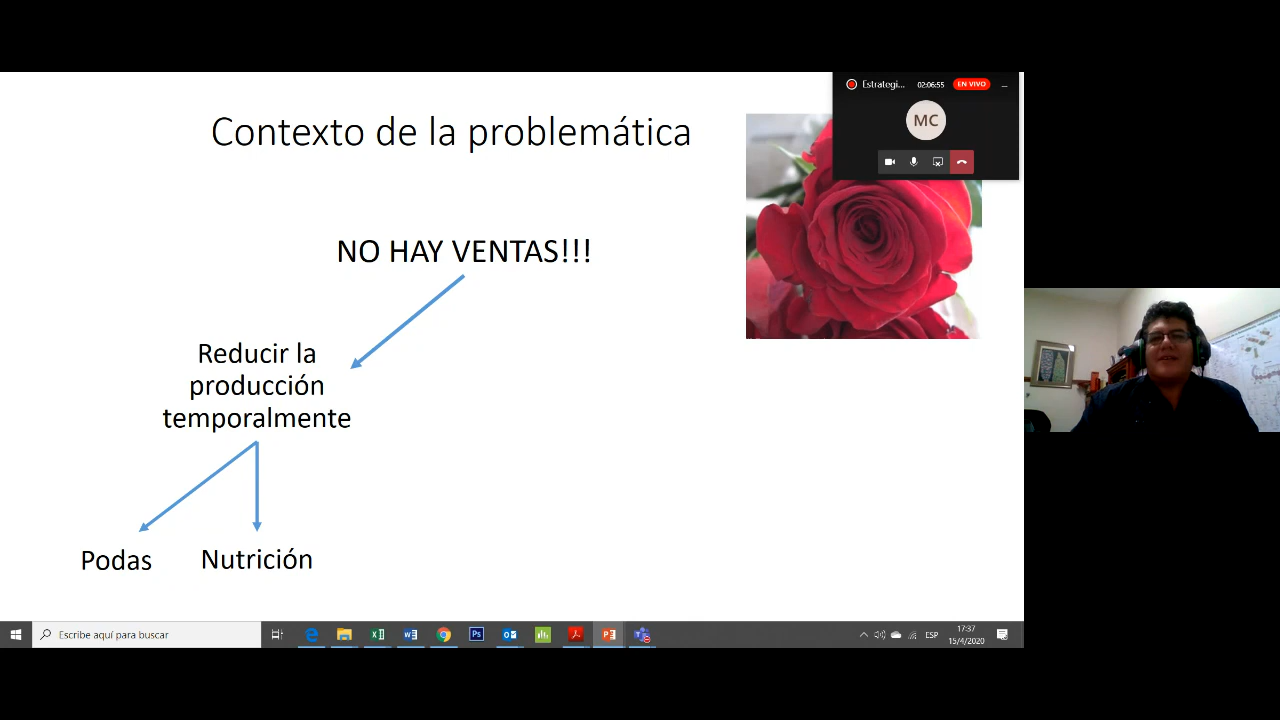 Contexto de la problemática
Estrategi...
02:06:55
EN VIVO
MC
NO HAY VENTAS!!!
Reducir la
producción
temporalmente
Podas
Nutrición
Escribe aquí para buscar
ESP
17:37
15/4/2020